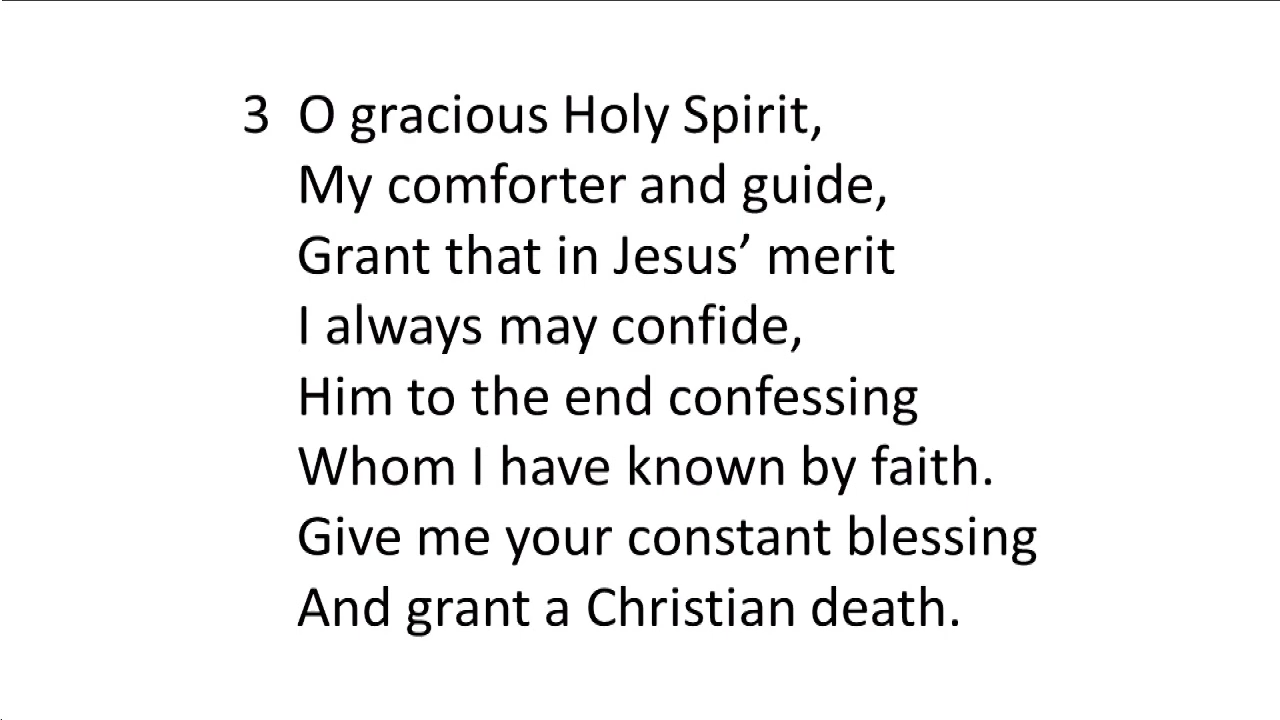 3 O gracious Holy Spirit,
My comforter and guide,
Grant that in Jesus’ merit
I always may confide,
Him to the end confessing
Whom I have known by faith.
Give me your constant blessing
And grant a Christian death.